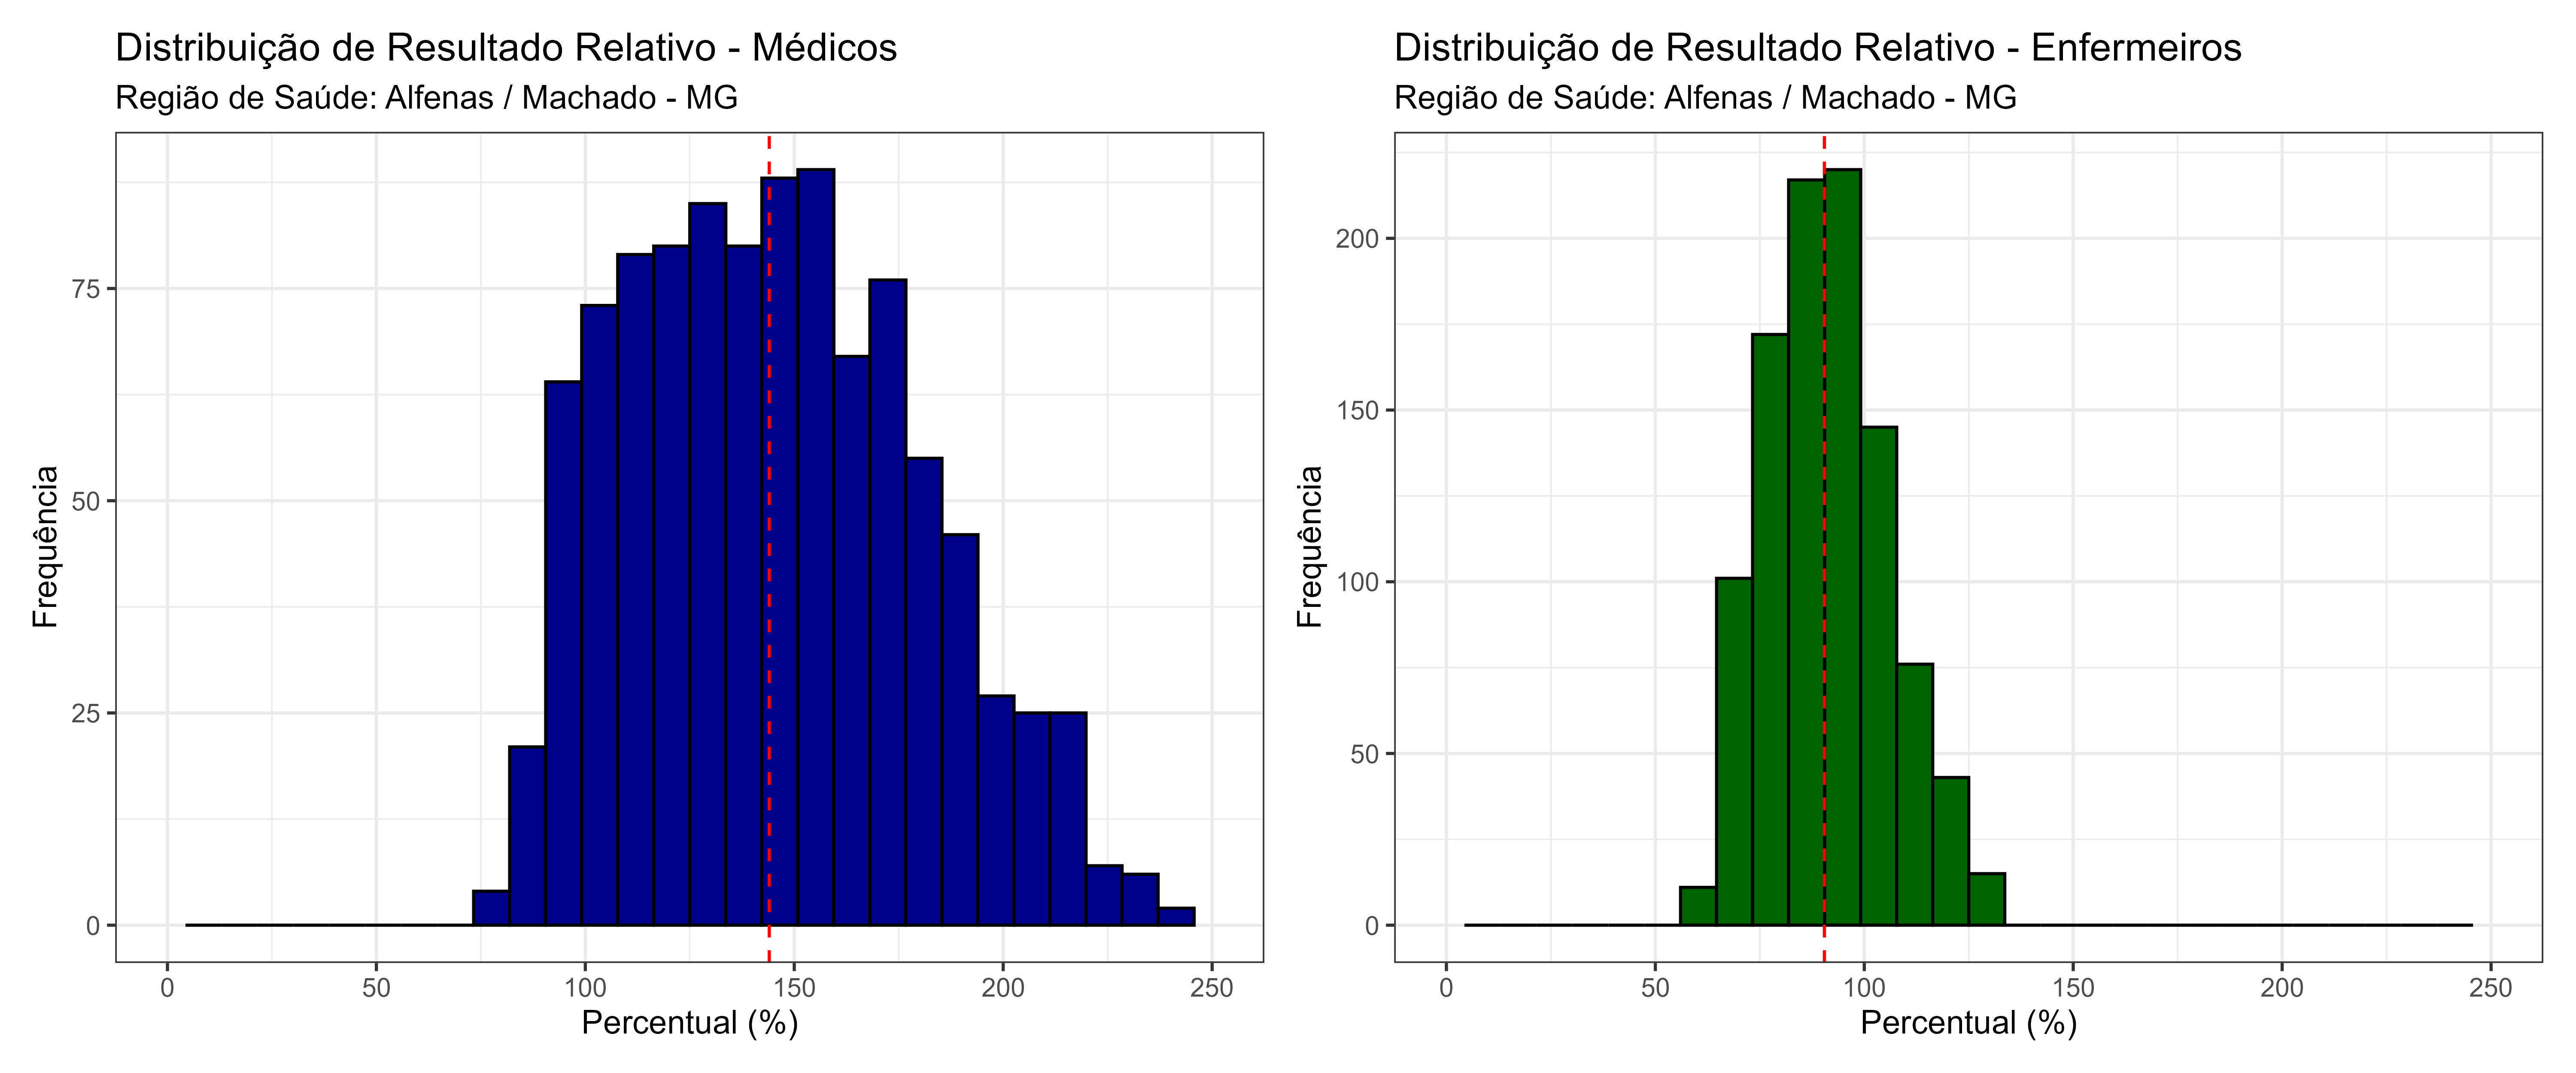 Distribuição de Resultado Relativo - Médicos
Região de Saúde: Alfenas / Machado - MG
Frequência
75
50
25
0
0 50 100 150 200 250
Percentual (%)
Distribuição de Resultado Relativo - Enfermeiros
Região de Saúde: Alfenas / Machado - MG
Frequência
200
150
100
50
0
0 50 100 150 200 250
Percentual (%)